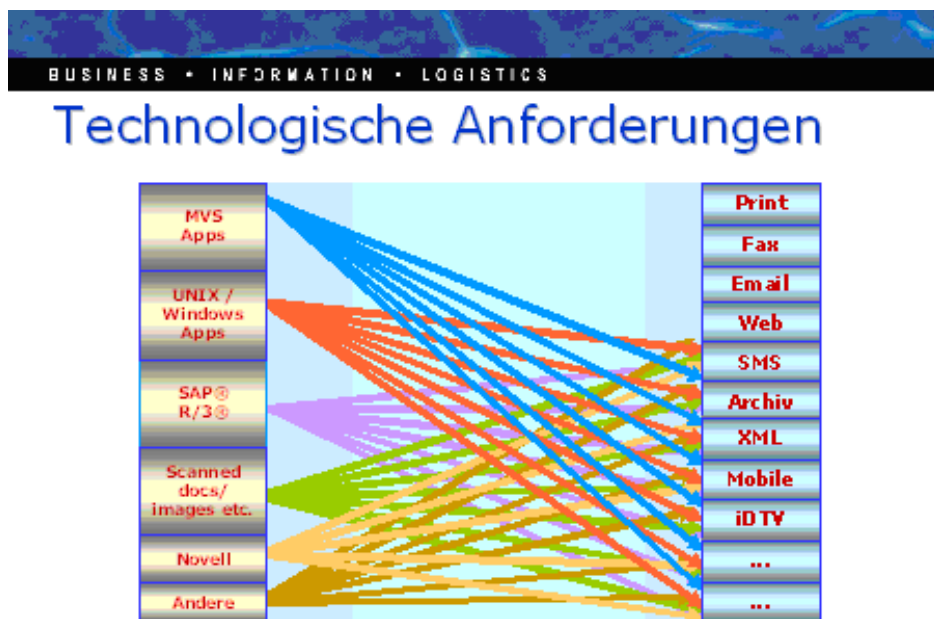 BUSINESS • INFORMATION • LOGISTICS
Technologische Anforderungen
MVS
Apps
UNIX /
Windows
Apps
SAP®
R/3®
Scanned
docs/
images etc.
Novell
Andere
Print
Fax
Email
Web
SMS
Archiv
XML
Mobile
iDTV
...
...